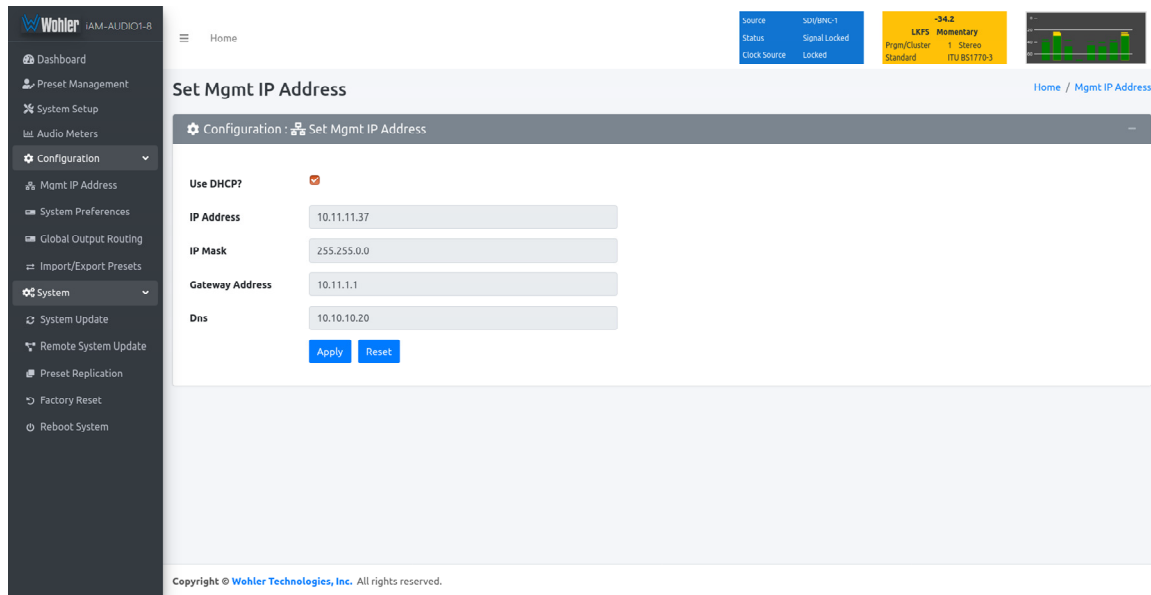 Wohler iAM-AUDIO1-8
Dashboard
Preset Management
System Setup
Audio Meters
Configuration
Mgmt IP Address
System Preferences
Global Output Routing
Import/Export Presets
System
System Update
Remote System Update
Preset Replication
Factory Reset
Reboot System
Home
Source SDI/BNC-1
Status Signal Locked
Clock Source Locked
-34.2
LKFS Momentary
Prgm/Cluster 1 Stereo
Standard ITU BS1770-3
Set Mgmt IP Address
Home / Mgmt IP Address
Configuration : Set Mgmt IP Address
Use DHCP?
IP Address 10.11.11.37
IP Mask 255.255.0.0
Gateway Address 10.11.1.1
Dns 10.10.10.20
Apply Reset
Copyright © Wohler Technologies, Inc. All rights reserved.